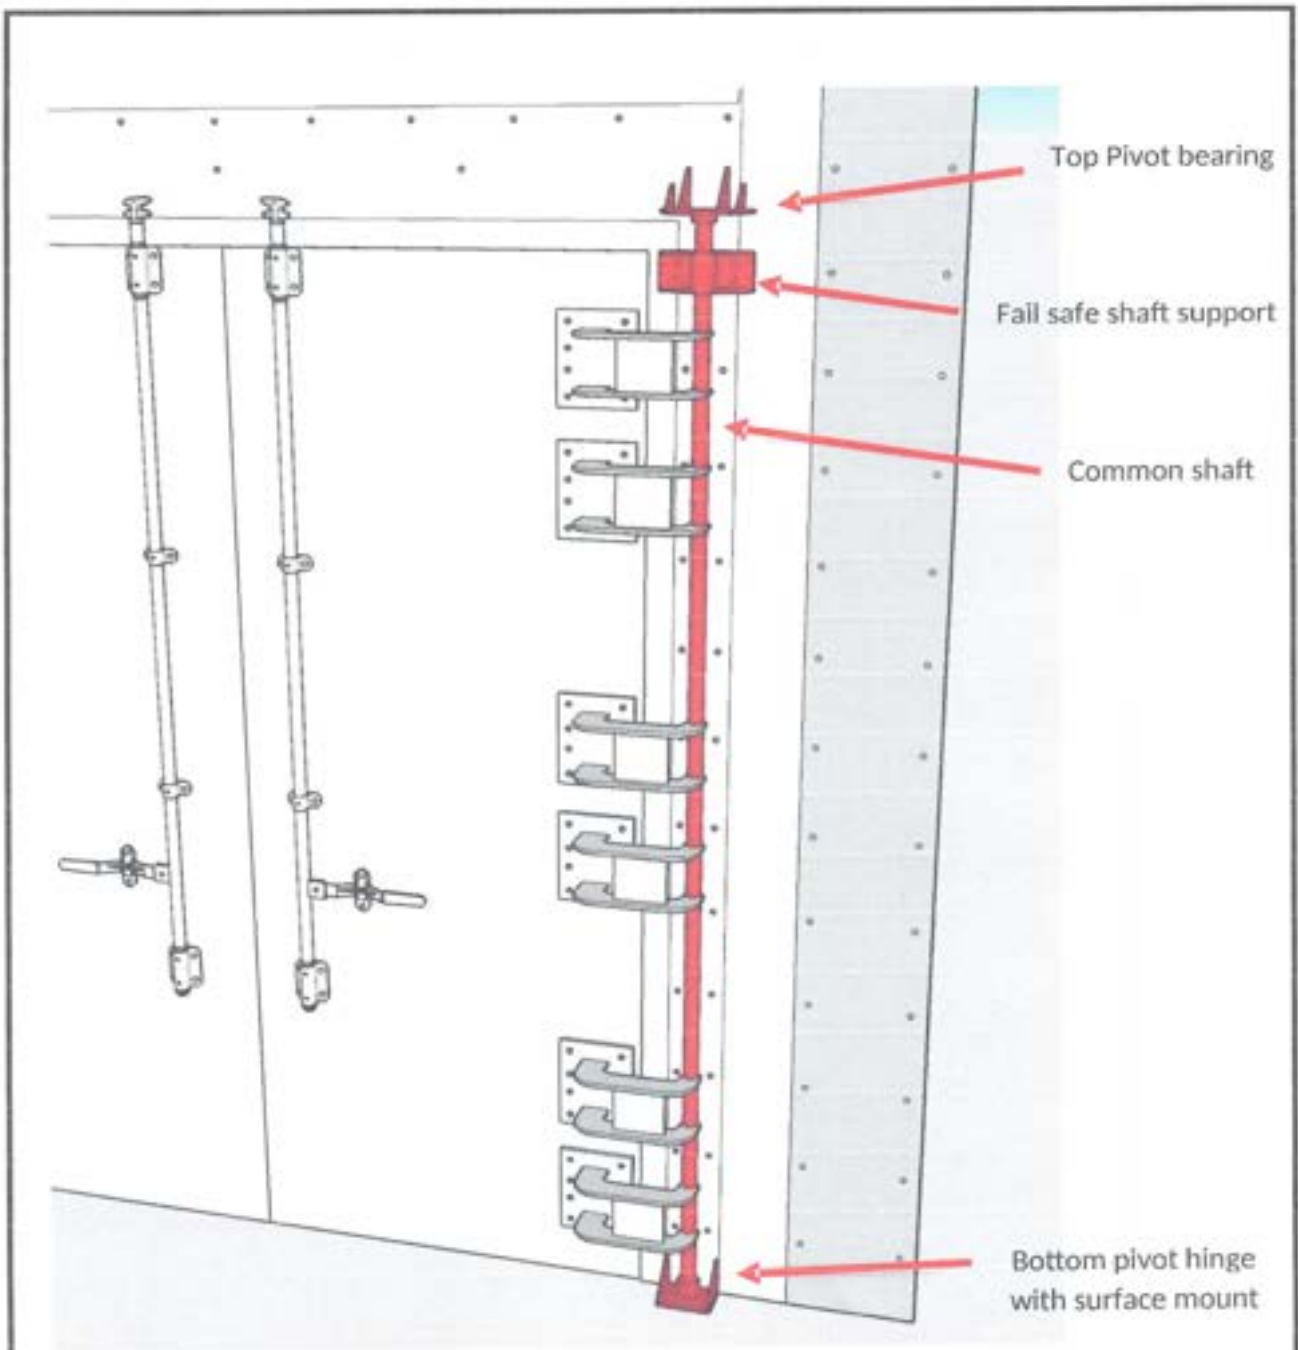 Top Pivot bearing
Fail safe shaft support
Common shaft
Bottom pivot hinge
with surface mount